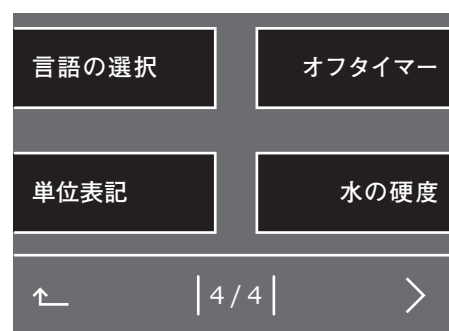 言語の選択
オフタイマー
単位表記
水の硬度
4/4